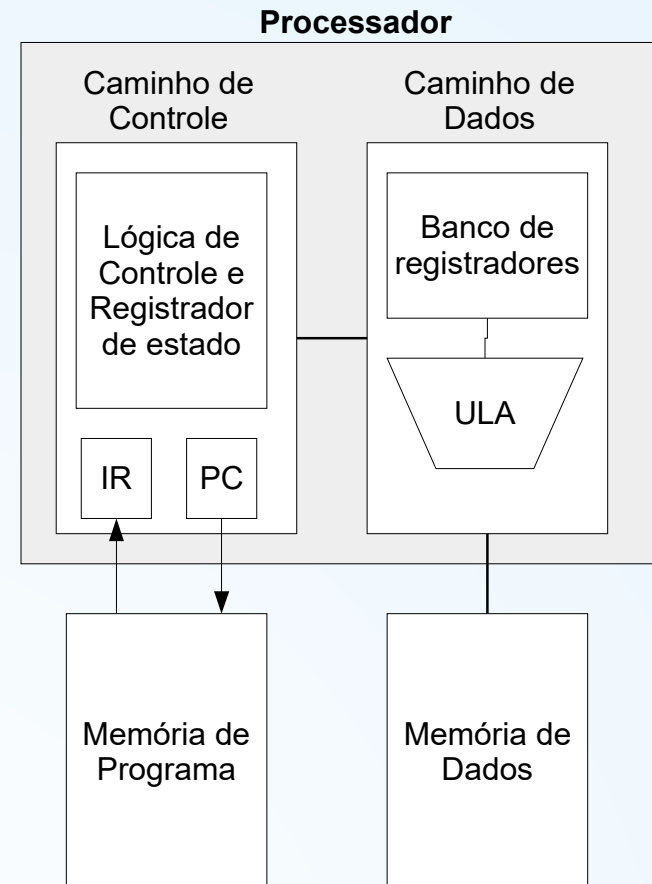 Processador
Caminho de
Controle
Lógica de
Controle e
Registrador
de estado
IR
PC
Caminho de
Dados
Banco de
registradores
ULA
Memória de
Programa
Memória de
Dados